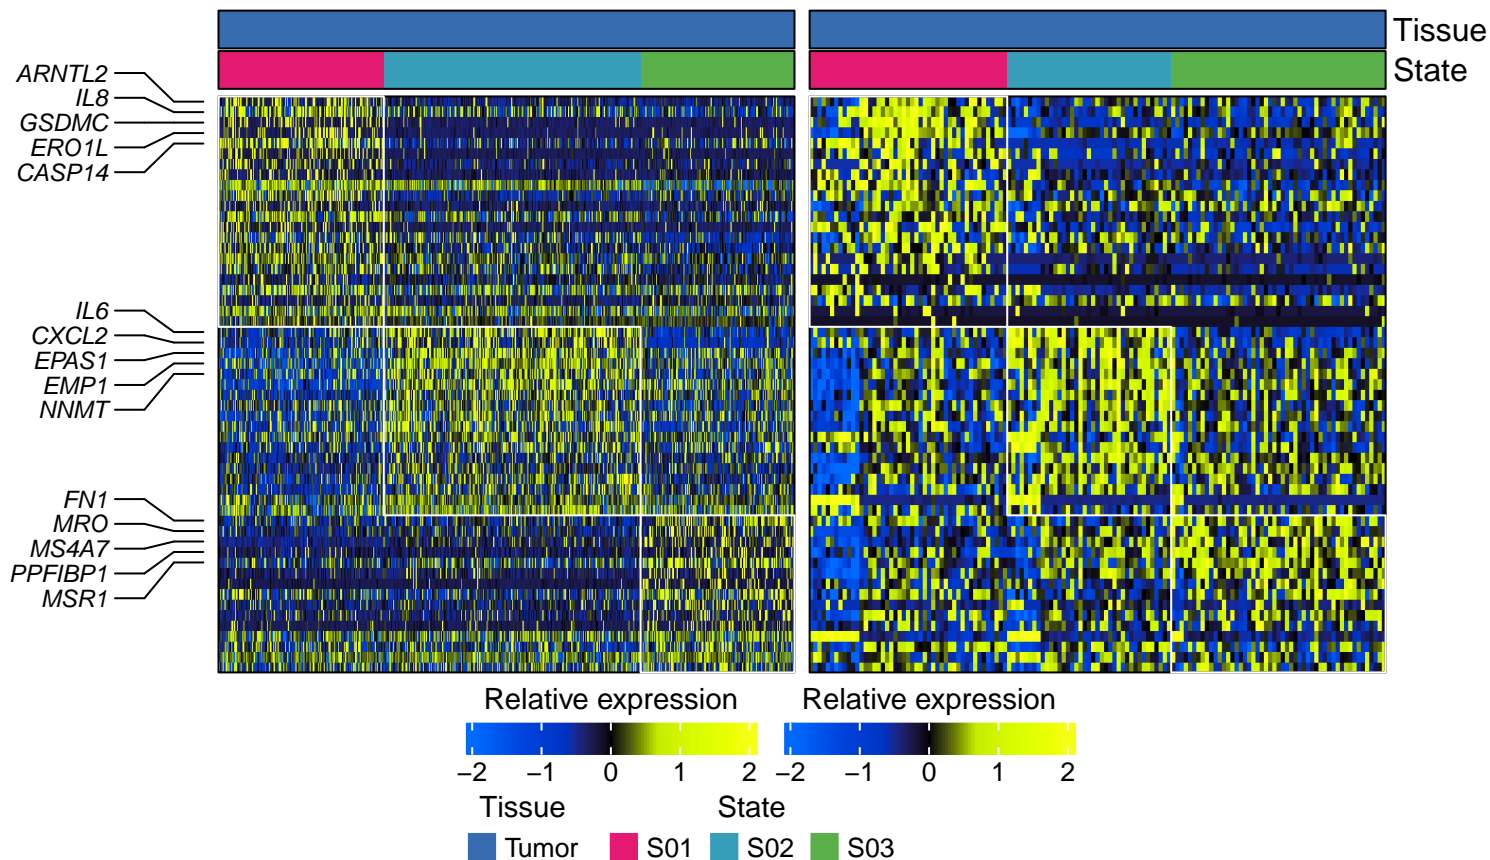 Tissue
State
ARNTL2
IL8
GSDMC
ERO1L
CASP14
IL6
CXCL2
EPAS1
EMP1
NNMT
FN1
MRO
MS4A7
PPFIBP1
MSR1
Relative expression Relative expression
−2 −1 0 1 2 −2 −1 0 1 2
Tissue State
Tumor S01 S02 S03